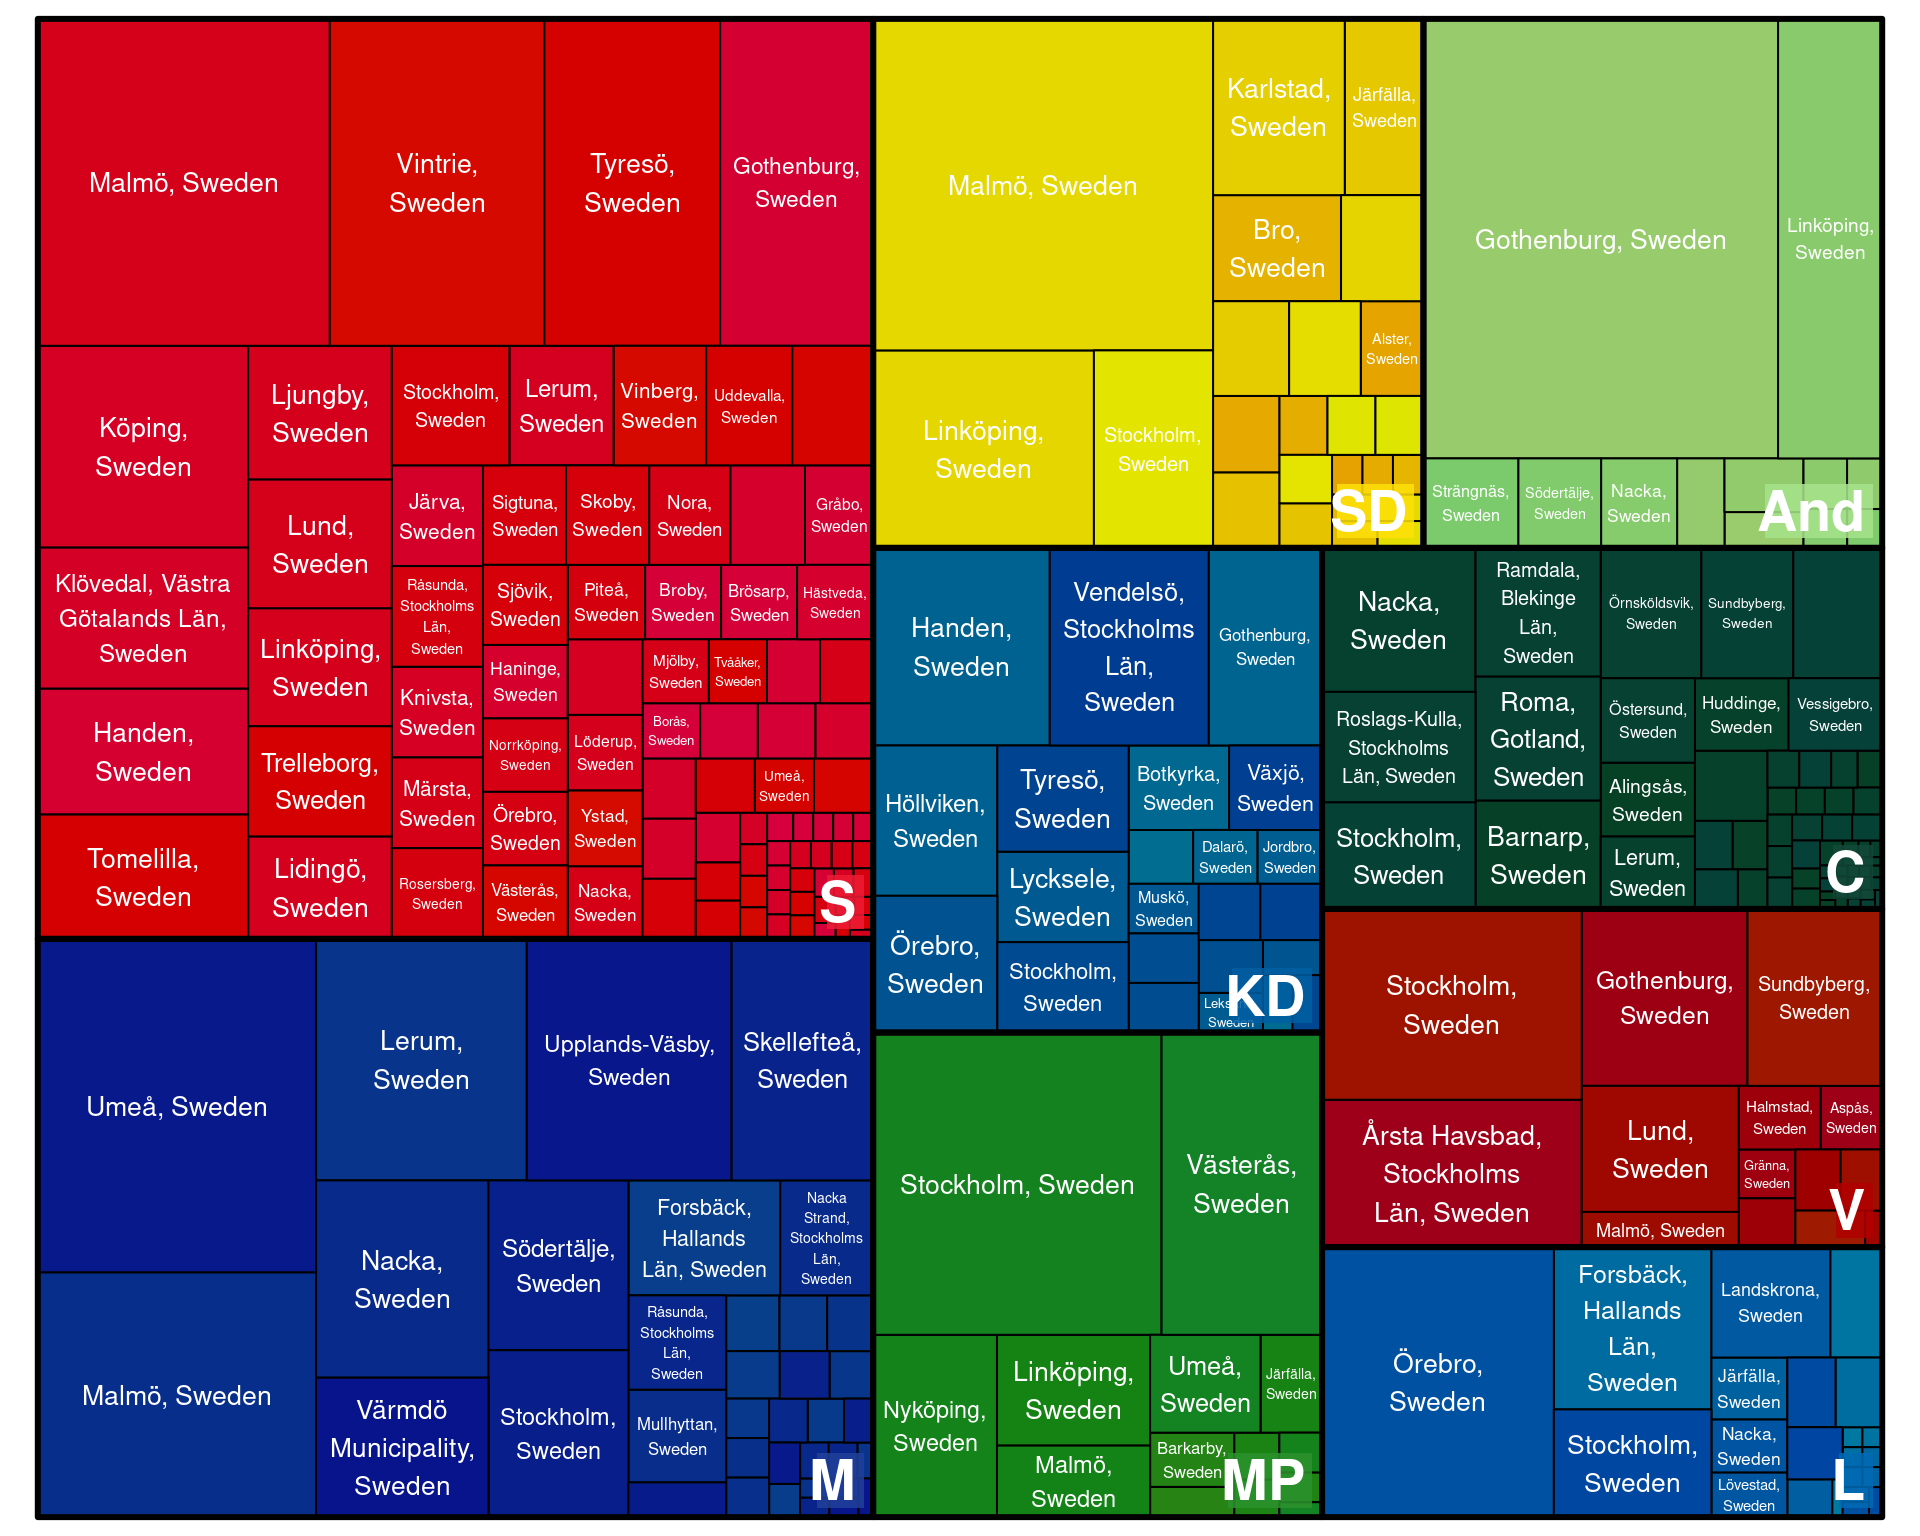 Malmö, Sweden
Vintrie,
Sweden
Tyresö,
Sweden
Gothenburg,
Sweden
Köping,
Sweden
Klövedal, Västra
Götalands Län,
Sweden
Handen,
Sweden
Tomelilla,
Sweden
Ljungby,
Sweden
Lund,
Sweden
Linköping,
Sweden
Trelleborg,
Sweden
Lidingö,
Sweden
Stockholm,
Sweden
Lerum,
Sweden
Vinberg,
Sweden
Uddevalla,
Sweden
Järva,
Sweden
Råsunda,
Stockholms
Län,
Sweden
Knivsta,
Sweden
Märsta,
Sweden
Rosersberg,
Sweden
Sigtuna,
Sweden
Skoby,
Sweden
Nora,
Sweden
Gråbo,
Sweden
Sjövik,
Sweden
Haninge,
Sweden
Norrköping,
Sweden
Örebro,
Sweden
Västerås,
Sweden
Piteå,
Sweden
Broby,
Sweden
Brösarp,
Sweden
Hästveda,
Sweden
Löderup,
Sweden
Ystad,
Sweden
Nacka,
Sweden
Mjölby,
Sweden
Tvååker,
Sweden
Borås,
Sweden
Umeå,
Sweden
S
Malmö, Sweden
Linköping,
Sweden
Stockholm,
Sweden
Karlstad,
Sweden
Järfälla,
Sweden
Bro,
Sweden
Alster,
Sweden
SD
Gothenburg, Sweden
Linköping,
Sweden
Strängnäs,
Sweden
Södertälje,
Sweden
Nacka,
Sweden
And
Handen,
Sweden
Vendelsö,
Stockholms
Län,
Sweden
Gothenburg,
Sweden
Höllviken,
Sweden
Örebro,
Sweden
Tyresö,
Sweden
Lycksele,
Sweden
Stockholm,
Sweden
Botkyrka,
Sweden
Växjö,
Sweden
Dalarö,
Sweden
Jordbro,
Sweden
Muskö,
Sweden
Sweden
KD
Nacka,
Sweden
Roslags-Kulla,
Stockholms
Län, Sweden
Stockholm,
Sweden
Ramdala,
Blekinge
Län,
Sweden
Roma,
Gotland,
Sweden
Barnarp,
Sweden
Örnsköldsvik,
Sweden
Sundbyberg,
Sweden
Östersund,
Sweden
Huddinge,
Sweden
Vessigebro,
Sweden
Alingsås,
Sweden
Lerum,
Sweden
C
Umeå, Sweden
Malmö, Sweden
Lerum,
Sweden
Upplands-Väsby,
Sweden
Skellefteå,
Sweden
Nacka,
Sweden
Värmdö
Municipality,
Sweden
Södertälje,
Sweden
Stockholm,
Sweden
Forsbäck,
Hallands
Län, Sweden
Nacka
Strand,
Stockholms
Län,
Sweden
Råsunda,
Stockholms
Län,
Sweden
Mullhyttan,
Sweden
M
Stockholm, Sweden
Västerås,
Sweden
Nyköping,
Sweden
Linköping,
Sweden
Malmö,
Sweden
Umeå,
Sweden
Järfälla,
Sweden
Barkarby,
Sweden
MP
Stockholm,
Sweden
Årsta Havsbad,
Stockholms
Län, Sweden
Gothenburg,
Sweden
Sundbyberg,
Sweden
Lund,
Sweden
Malmö, Sweden
Halmstad,
Sweden
Aspås,
Sweden
Gränna,
Sweden
V
Örebro,
Sweden
Forsbäck,
Hallands
Län,
Sweden
Stockholm,
Sweden
Landskrona,
Sweden
Järfälla,
Sweden
Nacka,
Sweden
Lövestad,
Sweden
L